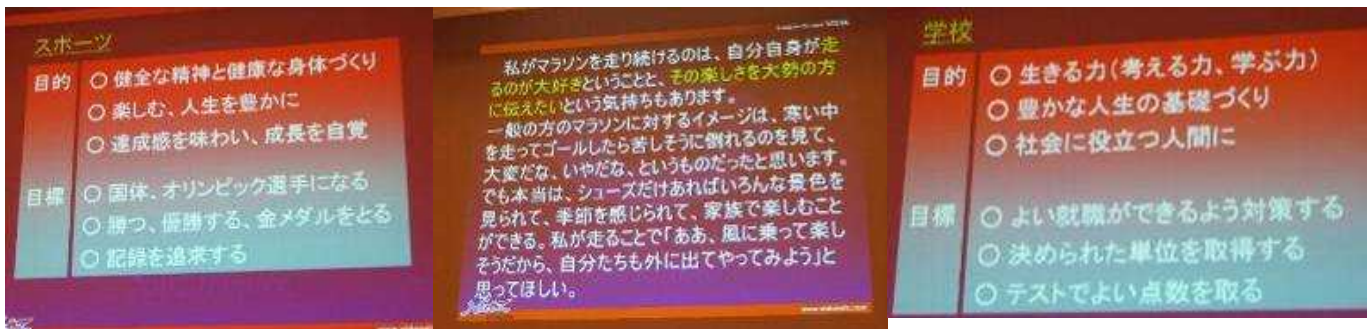 スポーツ
目的
○ 健全な精神と健康な身体づくり
○ 楽しむ、人生を豊かに
○ 達成感を味わい、成長を自覚
目標
○ 国体、オリンピック選手になる
○ 勝つ、優勝する、金メダルをとる
○ 記録を追求する
私がマラソンを走り続けるのは、自分自身が走
るのが大好きということと、その楽しさを大勢の方
に伝えたいという気持ちもあります。
一般の方のマラソンに対するイメージは、寒い中
を走ってゴールしたら苦しそうに倒れるのを見て、
大変だな、いやだな、というものだったと思います。
でも本当は、シューズだけあればいろんな景色を
見られて、季節を感じられて、家族で楽しむこと
ができる。私が走ることで「ああ、風に乗って楽し
そうだから、自分たちも外に出てやってみよう」と
思ってほしい。
学校
目的
○ 生きる力(考える力、学ぶ力)
○ 豊かな人生の基礎づくり
○ 社会に役立つ人間に
目標
○ よい就職ができるよう対策する
○ 決められた単位を取得する
○ テストでよい点数を取る